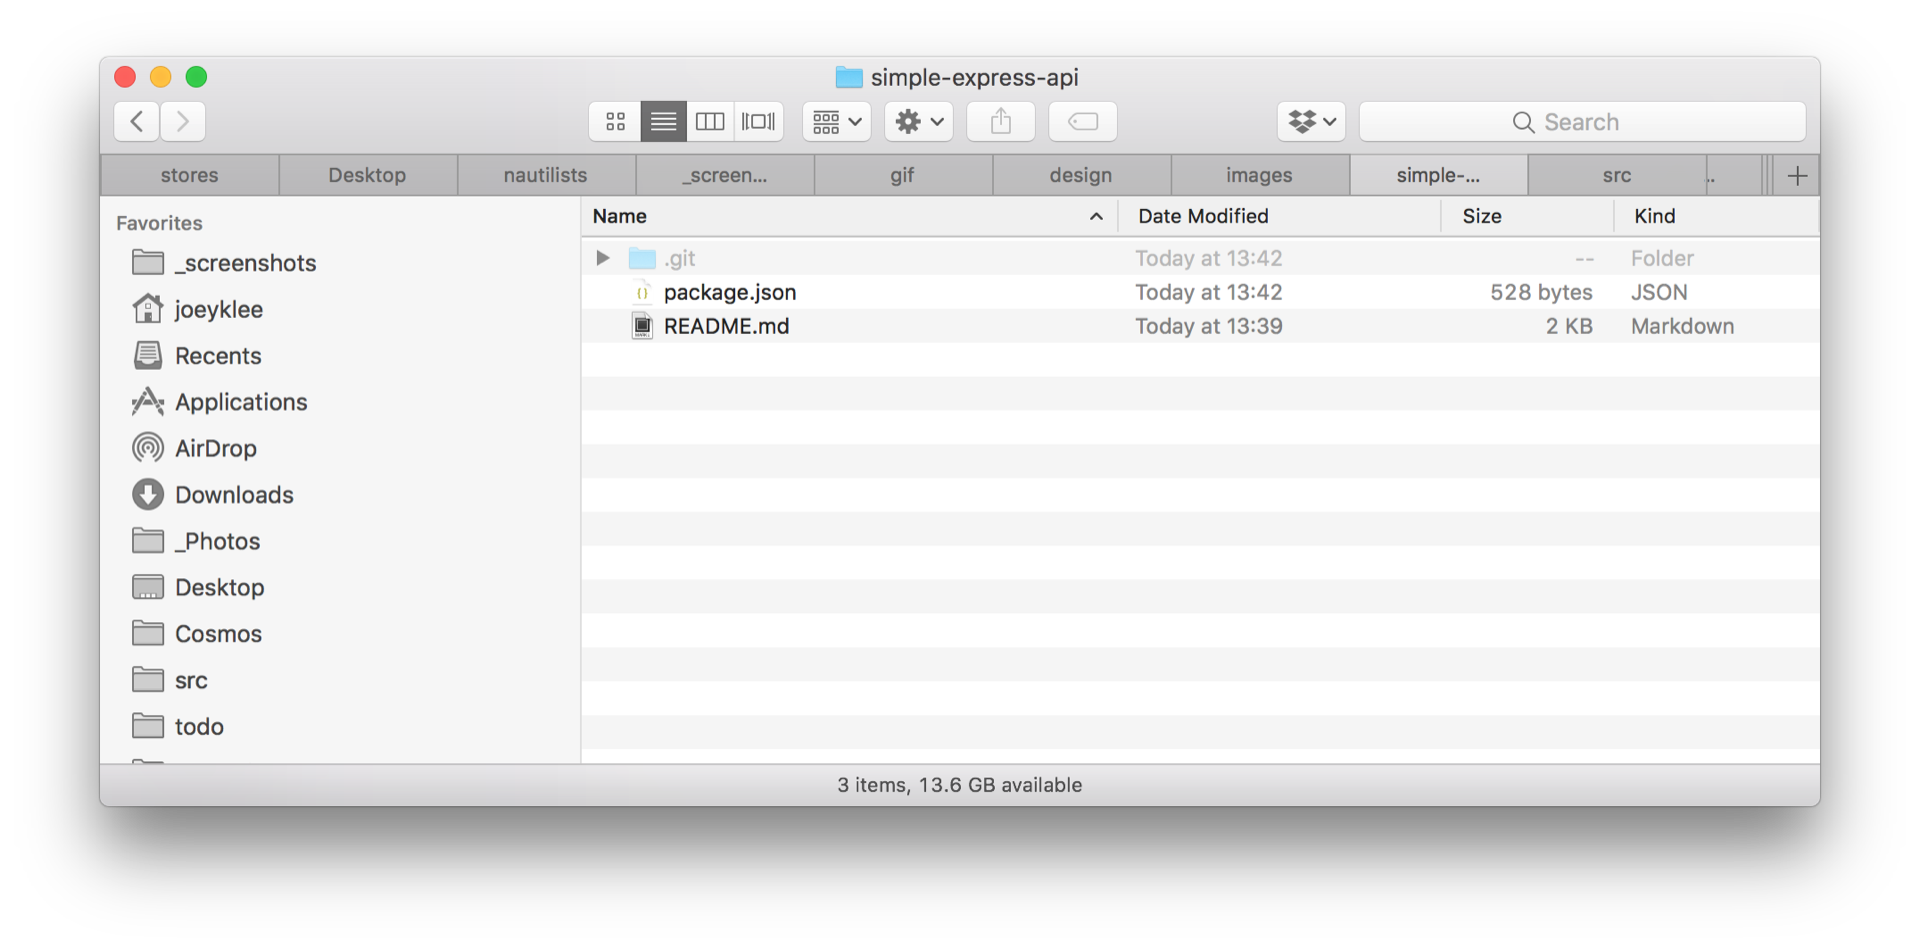 simple-express-api
Search
stores Desktop nautilists _screen... gif design images simple-... src ..
Favorites
_screenshots
joeyklee
Recents
Applications
AirDrop
Downloads
_Photos
Desktop
Cosmos
src
todo
Name Date Modified Size Kind
.git Today at 13:42 -- Folder
package.json Today at 13:42 528 bytes JSON
README.md Today at 13:39 2 KB Markdown
3 items, 13.6 GB available